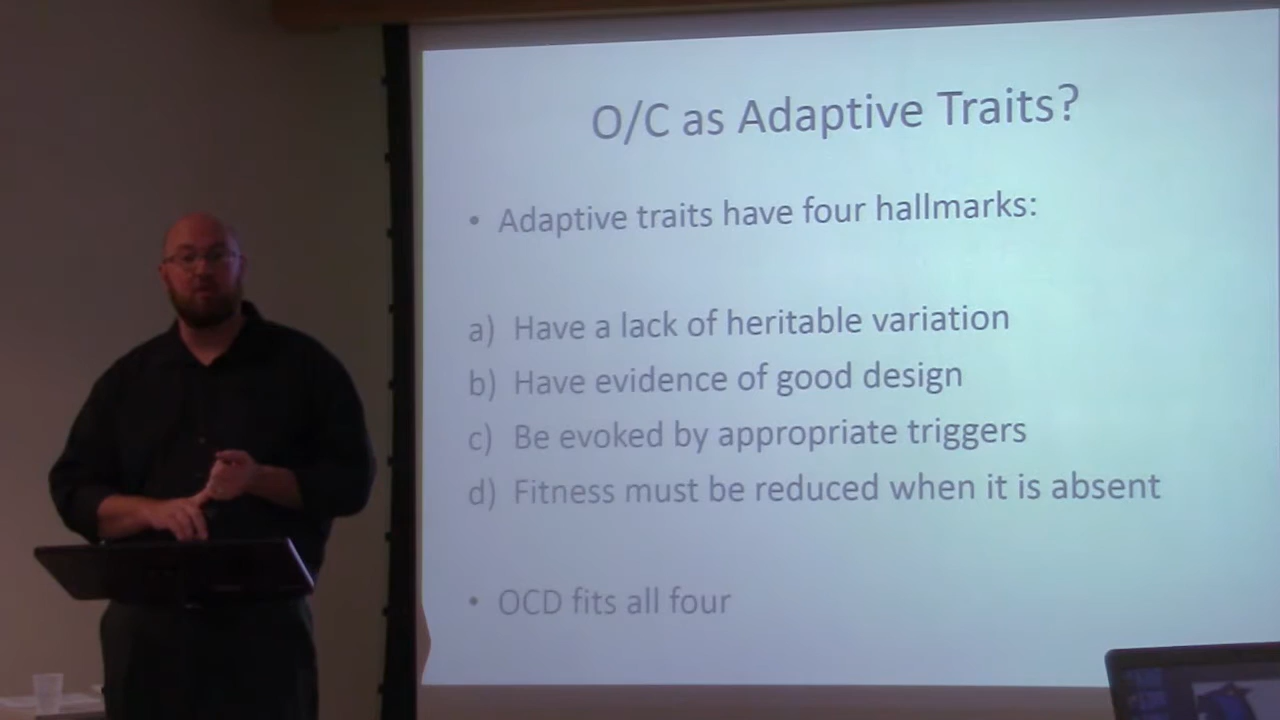 O/C as Adaptive Traits?
• Adaptive traits have four hallmarks:
a) Have a lack of heritable variation
b) Have evidence of good design
c) Be evoked by appropriate triggers
d) Fitness must be reduced when it is absent
• OCD fits all four